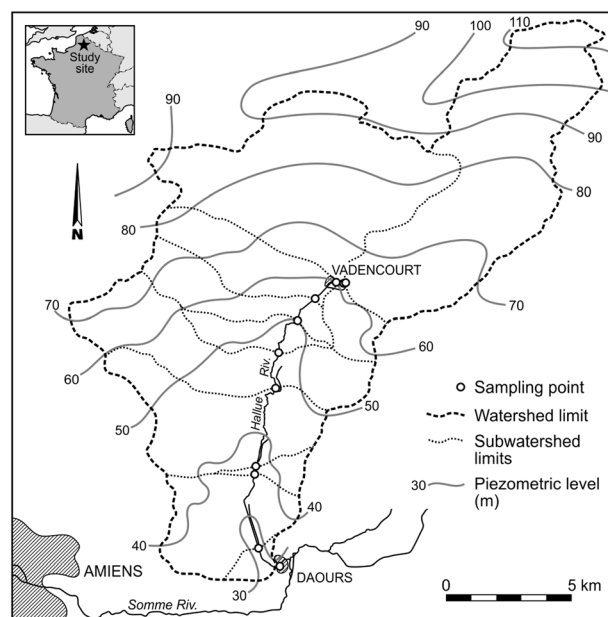 Study
site
90
100
110
90
90
80
80
N
VADENCOURT
70
70
60
60
50
50
Hallue Riv.
40
40
30
AMIENS
DAOURS
Somme Riv.
Sampling point
Watershed limit
Subwatershed
limits
30
Piezometric level
(m)
0
5 km